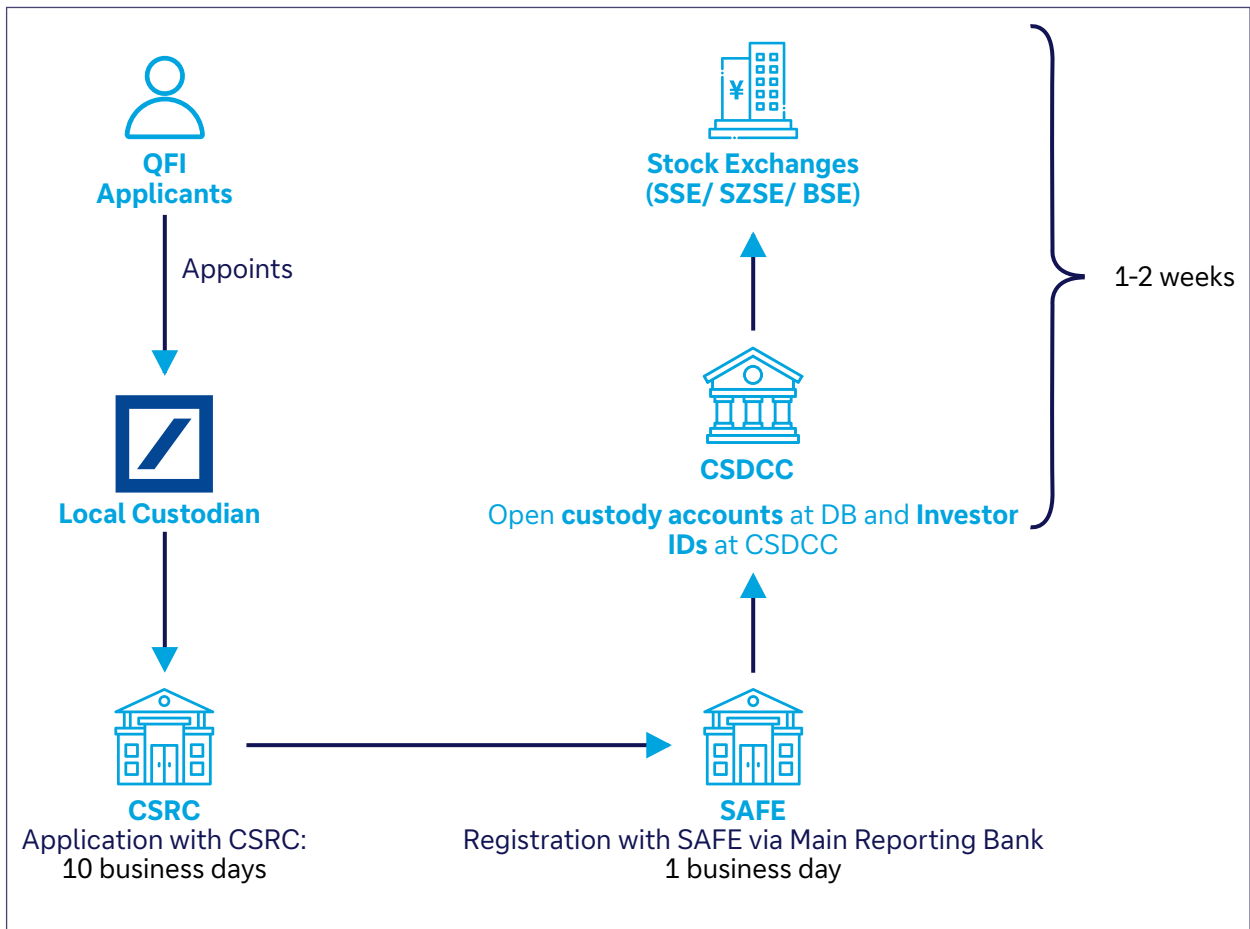 QFI
Applicants
Appoints
Local Custodian
CSRC
Application with CSRC:
10 business days
SAFE
Registration with SAFE via Main Reporting Bank
1 business day
CSDCC
Open custody accounts at DB and Investor
IDs at CSDCC
¥
Stock Exchanges
(SSE/ SZSE/ BSE)
1-2 weeks